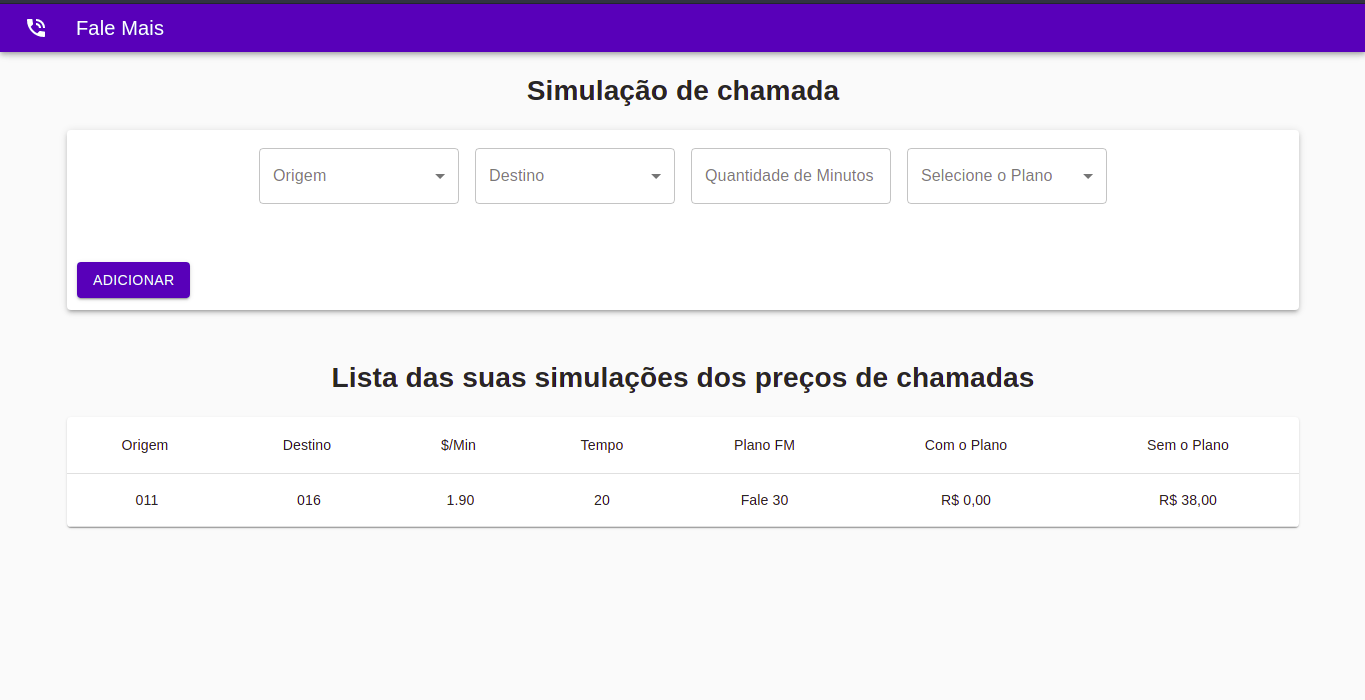 Fale Mais
Simulação de chamada
Origem Destino Quantidade de Minutos Selecione o Plano
ADICIONAR
Lista das suas simulações dos preços de chamadas
Origem Destino $/Min Tempo Plano FM Com o Plano Sem o Plano
011 016 1.90 20 Fale 30 R$ 0,00 R$ 38,00